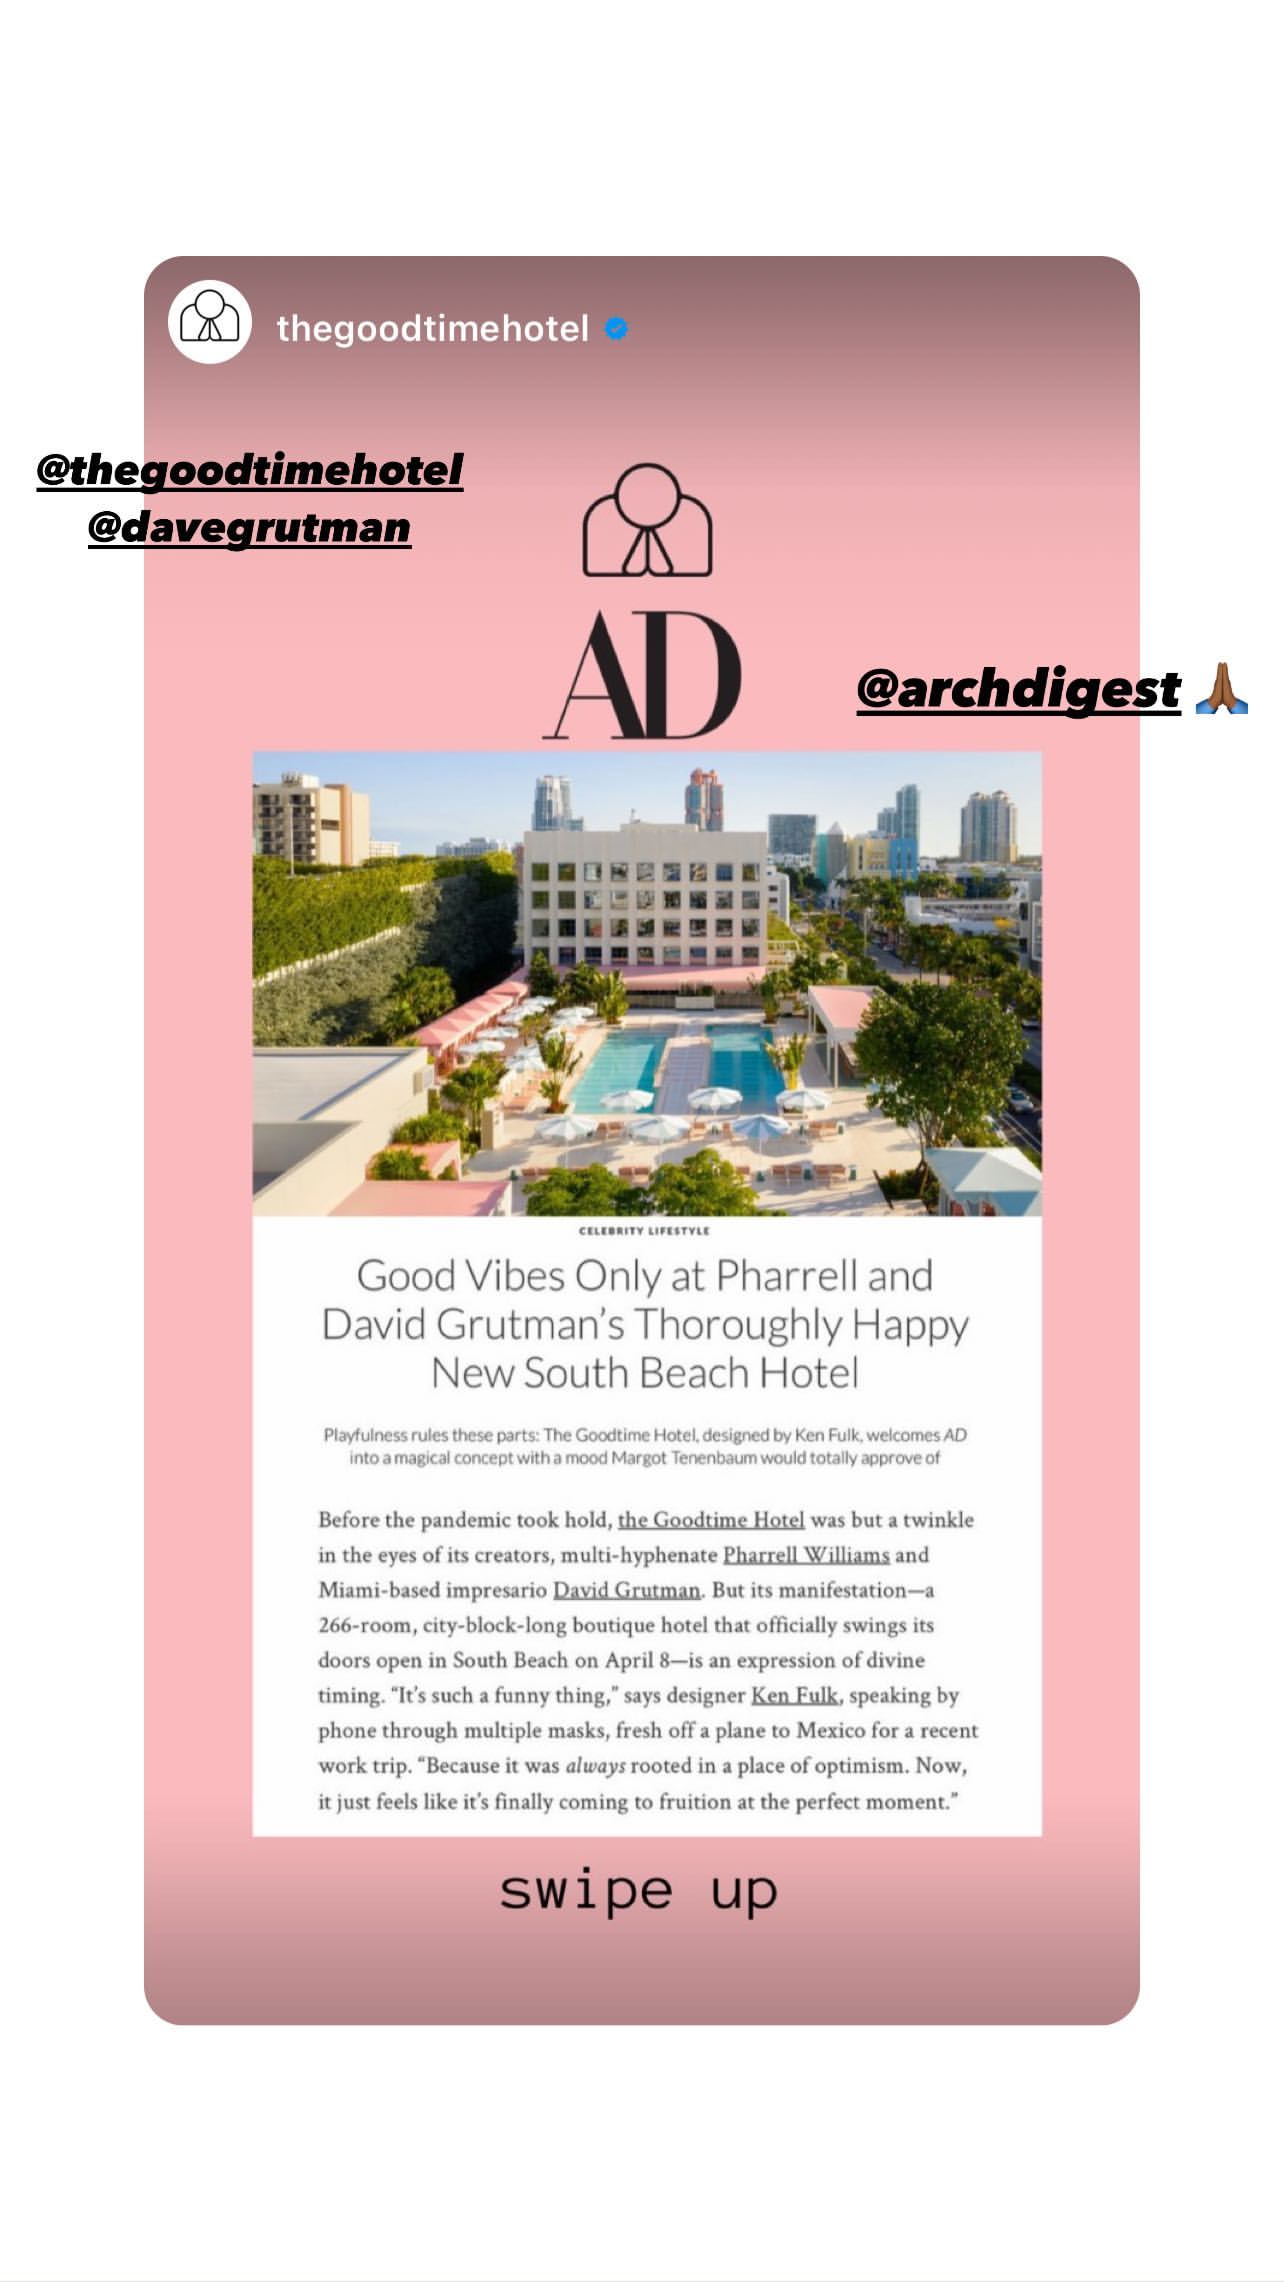 thegoodtimehotel
@thegoodtimehotel
@davegrutman
AD
@archdigest 🙏🏾
CELEBRITY LIFESTYLE
Good Vibes Only at Pharrell and
David Grutman’s Thoroughly Happy
New South Beach Hotel
Playfulness rules these parts: The Goodtime Hotel, designed by Ken Fulk, welcomes AD
into a magical concept with a mood Margot Tenenbaum would totally approve of
Before the pandemic took hold, the Goodtime Hotel was but a twinkle
in the eyes of its creators, multi-hyphenate Pharrell Williams and
Miami-based impresario David Grutman. But its manifestation—a
266-room, city-block-long boutique hotel that officially swings its
doors open in South Beach on April 8—is an expression of divine
timing. “It’s such a funny thing,” says designer Ken Fulk, speaking by
phone through multiple masks, fresh off a plane to Mexico for a recent
work trip. “Because it was always rooted in a place of optimism. Now,
it just feels like it’s finally coming to fruition at the perfect moment.”
swipe up